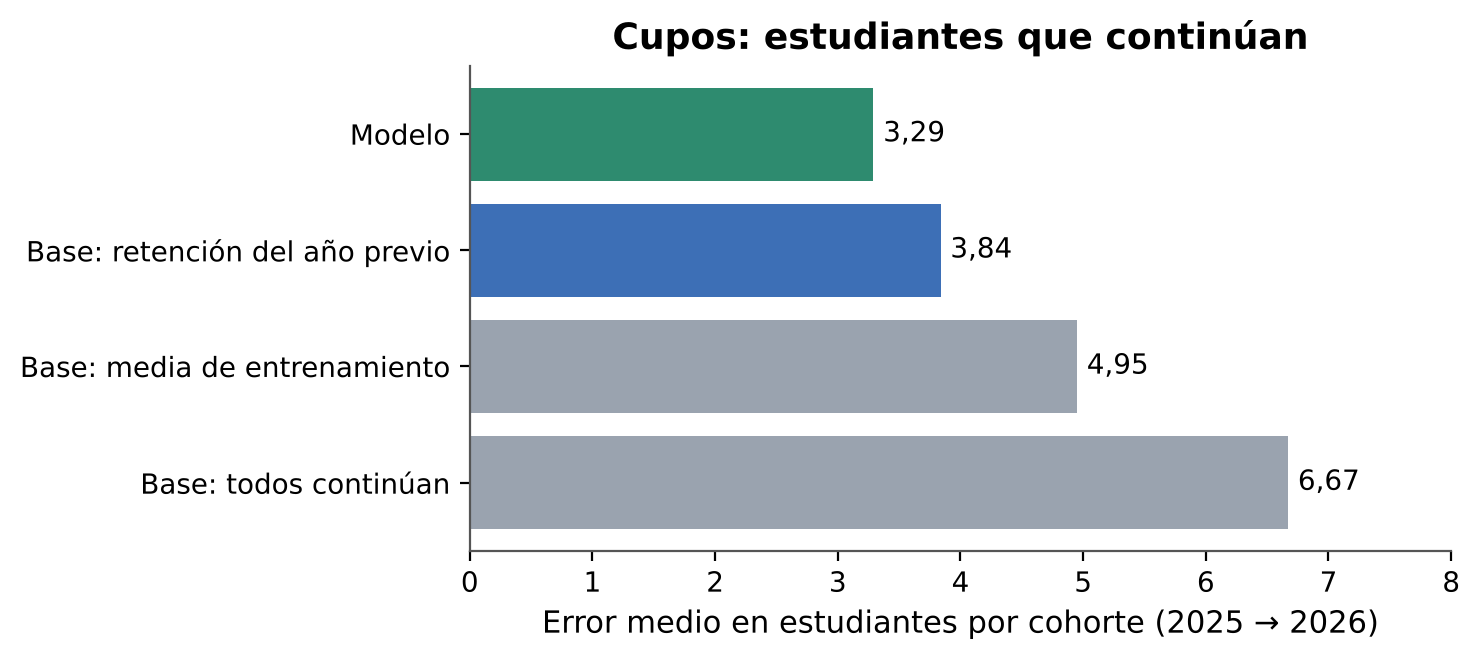 Cupos: estudiantes que continúan
Modelo
3,29
Base: retención del año previo
3,84
Base: media de entrenamiento
4,95
Base: todos continúan
6,67
0 1 2 3 4 5 6 7 8
Error medio en estudiantes por cohorte (2025 → 2026)